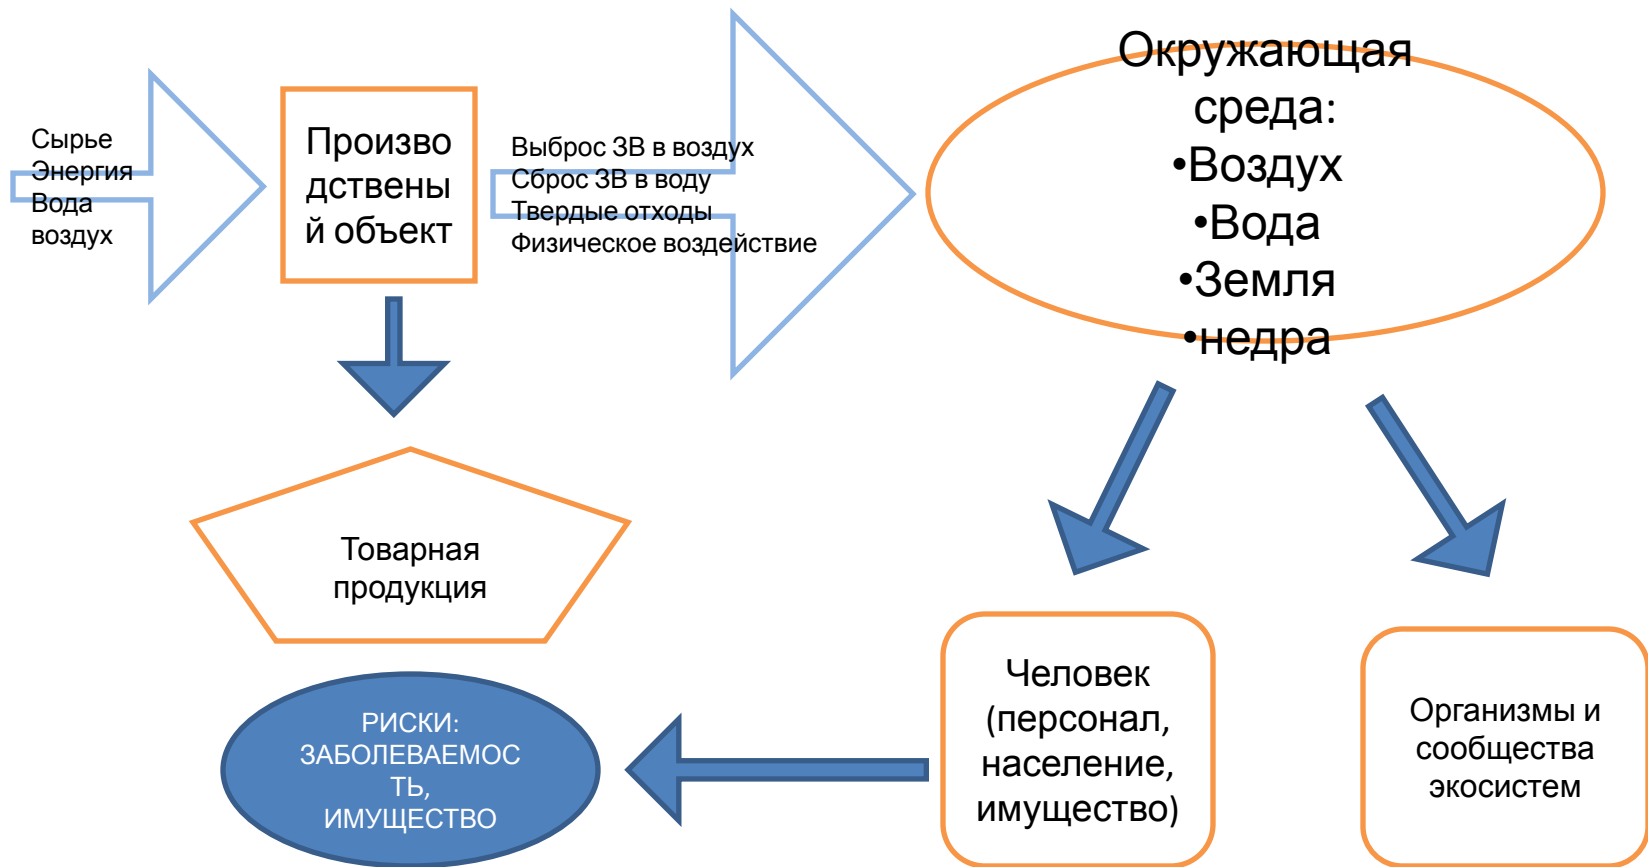 Сырье
Энергия
Вода
воздух
Произво
дствены
й объект
Выброс ЗВ в воздух
Сброс ЗВ в воду
Твердые отходы
Физическое воздействие
Окружающая
среда:
•Воздух
•Вода
•Земля
•недра
Товарная
продукция
РИСКИ:
ЗАБОЛЕВАЕМОС
ТЬ,
ИМУЩЕСТВО
Человек
(персонал,
население,
имущество)
Организмы и
сообщества
экосистем